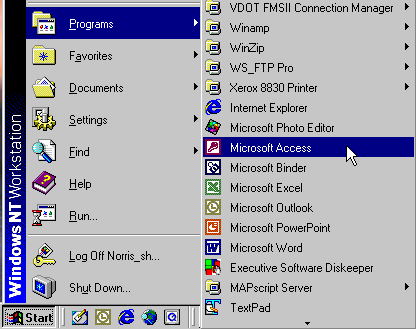 Programs
Favorites
Documents
Settings
Find
Help
Run...
Log Off Norris_sh...
Shut Down...
Windows NT Workstation
Start
VDOT FMSII Connection Manager
Winamp
WinZip
WS_FTP Pro
Xerox 8830 Printer
Internet Explorer
Microsoft Photo Editor
Microsoft Access
Microsoft Binder
Microsoft Excel
Microsoft Outlook
Microsoft PowerPoint
Microsoft Word
Executive Software Diskeeper
MAPscript Server
TextPad